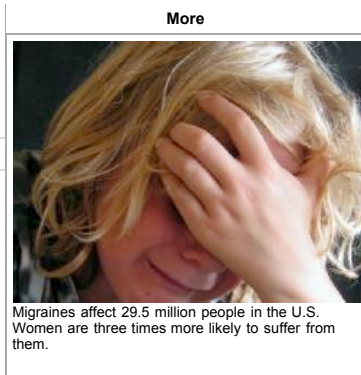 More
Migraines affect 29.5 million people in the U.S.
Women are three times more likely to suffer from
them.